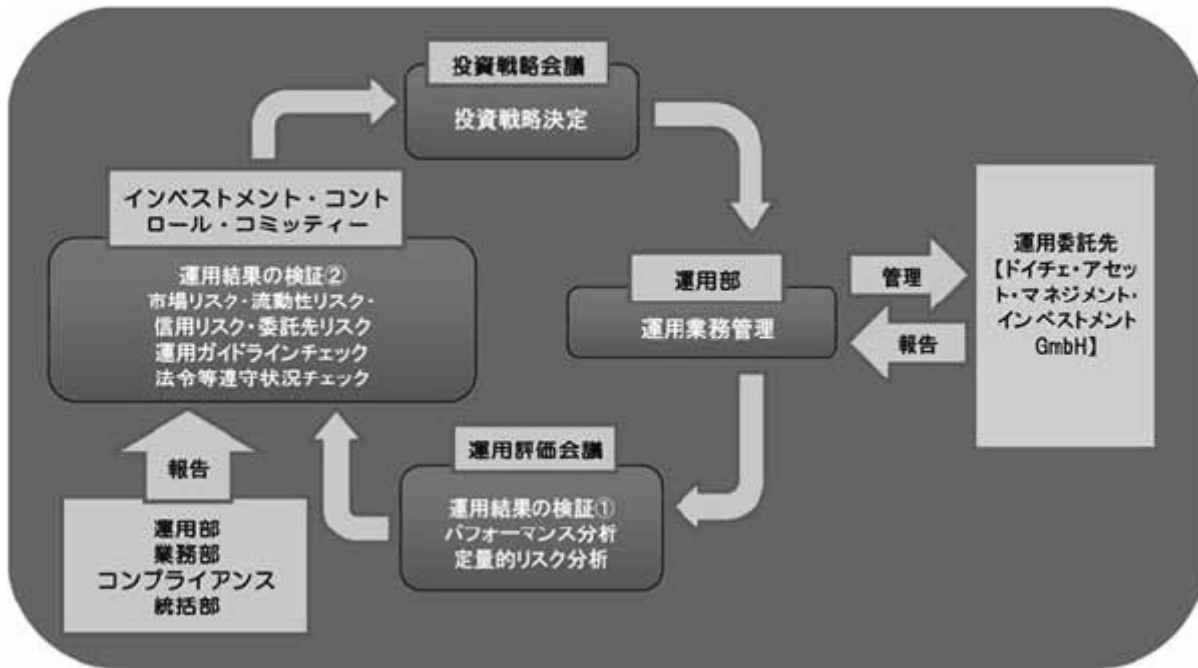 投資戦略会議
投資戦略決定
インベストメント・コント
ロール・コミッティー
運用結果の検証②
市場リスク・流動性リスク・
信用リスク・委託先リスク
運用ガイドラインチェック
法令等遵守状況チェック
運用部
運用業務管理
管理
報告
運用委託先
【ドイチェ・アセッ
ト・マネジメント・
インベストメント
GmbH】
運用評価会議
運用結果の検証①
パフォーマンス分析
定量的リスク分析
報告
運用部
業務部
コンプライアンス
統括部